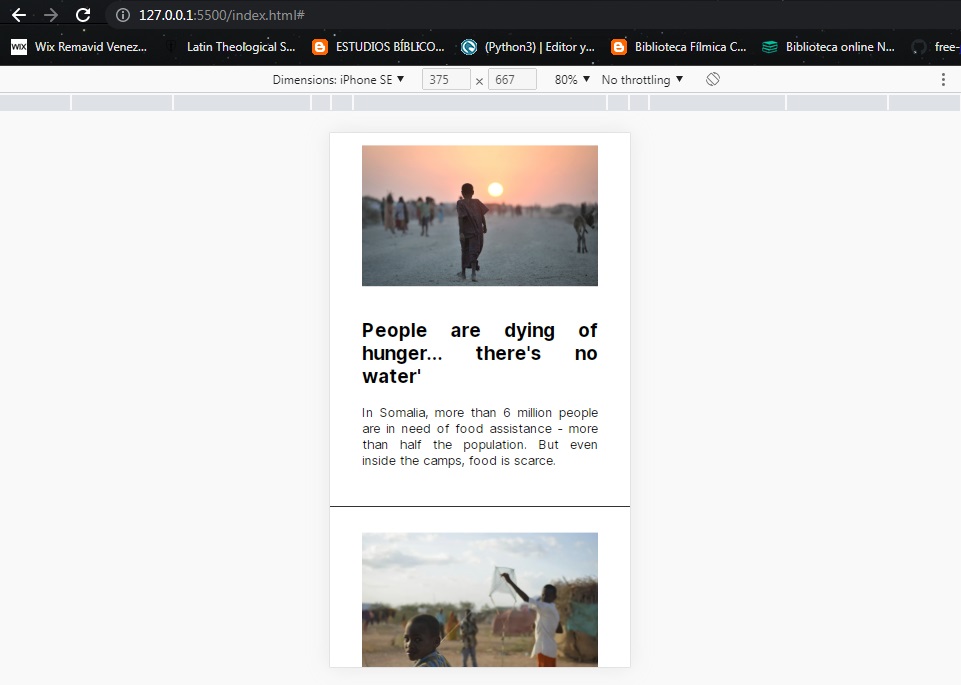 127.0.0.1:5500/index.html#
WiX Wix Remavid Venez... Latin Theological S... ESTUDIOS BÍBLICO... (Python3) | Editor y... Biblioteca Fílmica C... Biblioteca online N... free-
Dimensions: iPhone SE 375 × 667 80% No throttling
People are dying of
hunger... there's no
water'
In Somalia, more than 6 million people
are in need of food assistance - more
than half the population. But even
inside the camps, food is scarce.